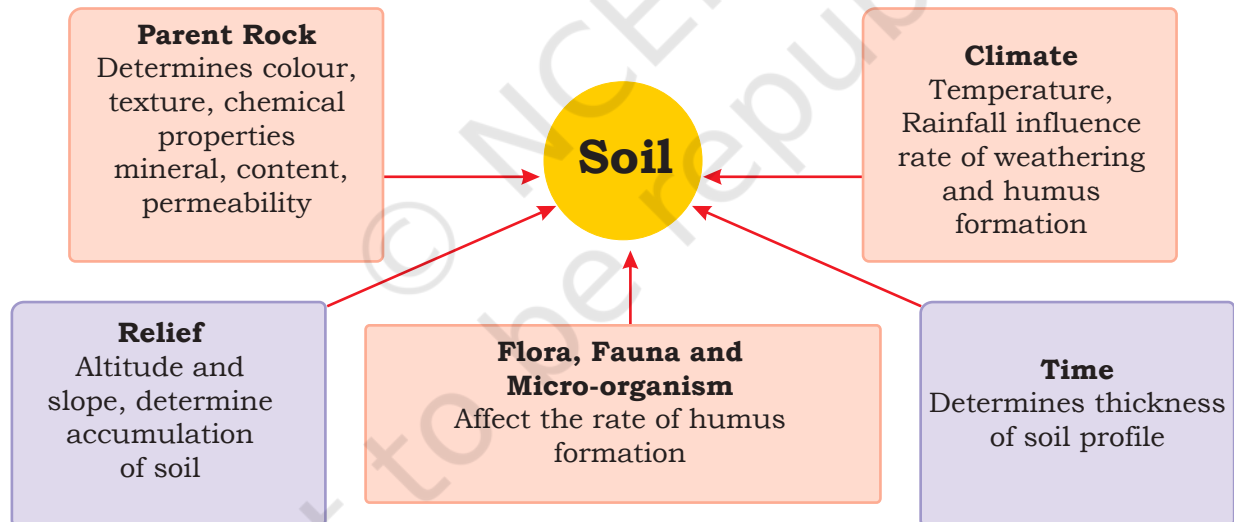 Parent Rock
Determines colour,
texture, chemical
properties
mineral, content,
permeability
Soil
Climate
Temperature,
Rainfall influence
rate of weathering
and humus
formation
Relief
Altitude and
slope, determine
accumulation
of soil
Flora, Fauna and
Micro-organism
Affect the rate of humus
formation
Time
Determines thickness
of soil profile
©
to be